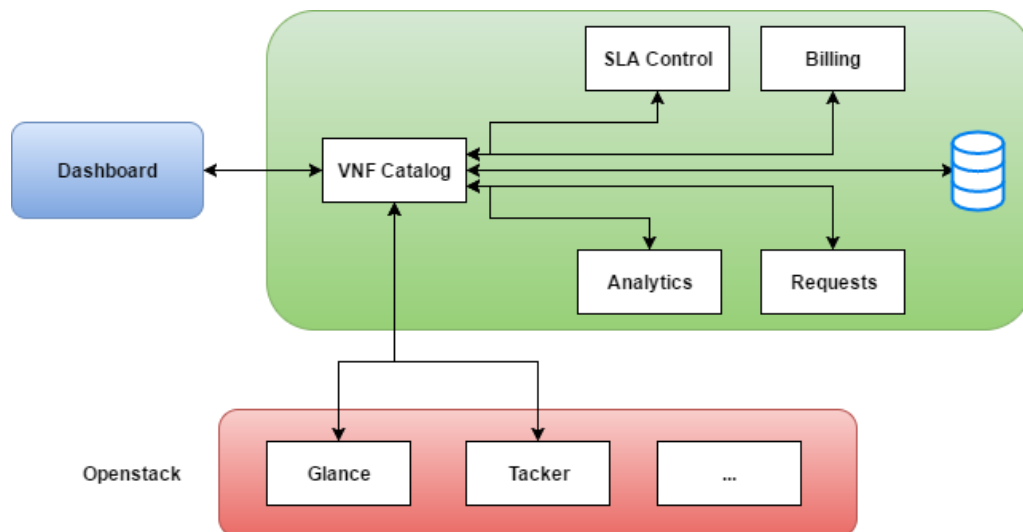 SLA Control
Billing
Dashboard
VNF Catalog
Analytics
Requests
Openstack
Glance
Tacker
...